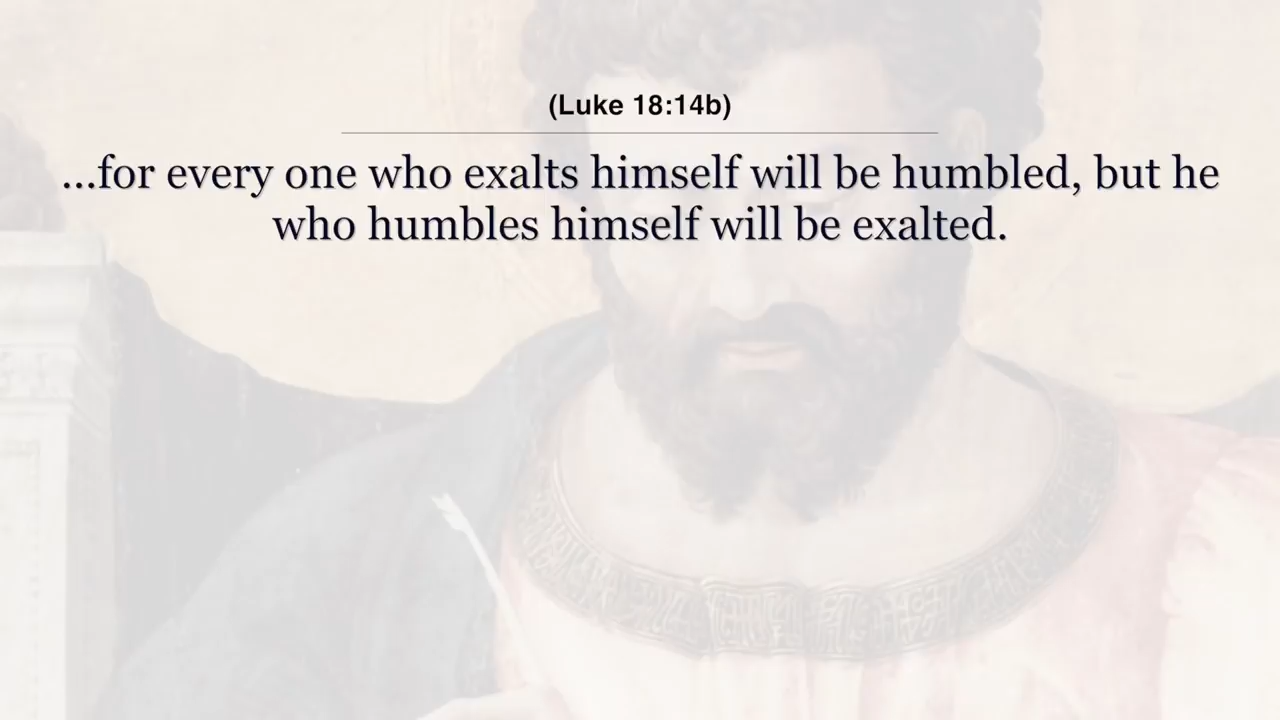 (Luke 18:14b)
...for every one who exalts himself will be humbled, but he
who humbles himself will be exalted.